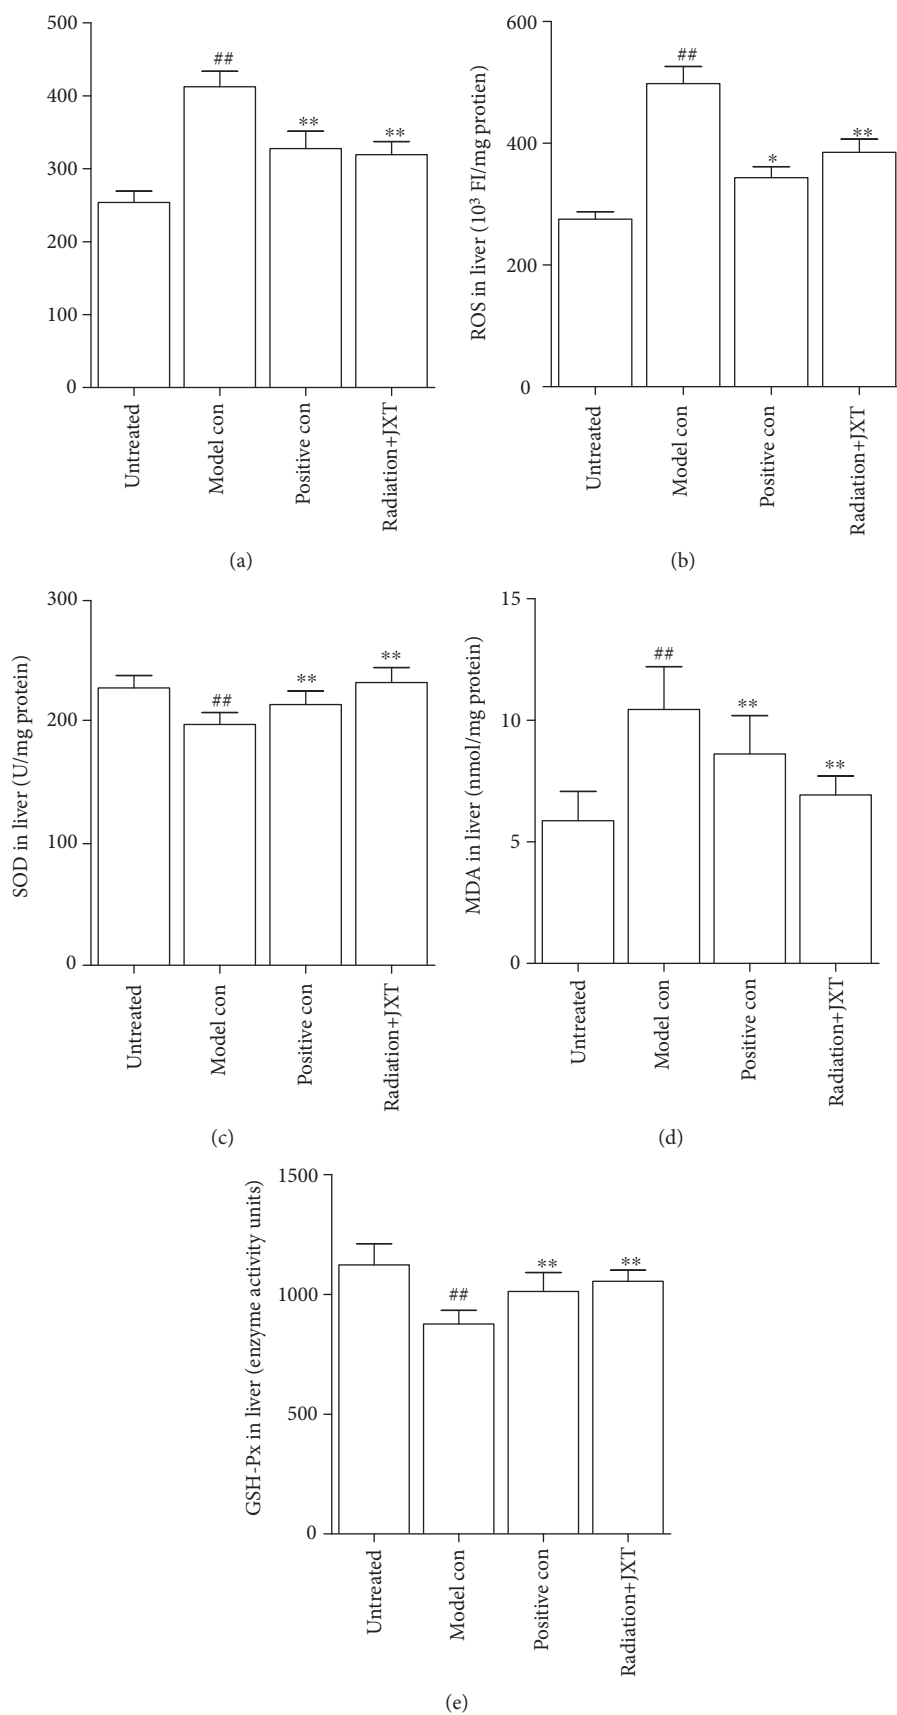 500
400
300
200
100
0
##
**
**
Untreated
Model con
Positive con
Radiation+JXT
(a)
ROS in liver (10³ FI/mg protien)
600
400
200
0
##
*
**
Untreated
Model con
Positive con
Radiation+JXT
(b)
SOD in liver (U/mg protein)
300
200
100
0
##
**
**
Untreated
Model con
Positive con
Radiation+JXT
(c)
MDA in liver (nmol/mg protein)
15
10
5
0
##
**
**
Untreated
Model con
Positive con
Radiation+JXT
(d)
GSH-Px in liver (enzyme activity units)
1500
1000
500
0
##
**
**
Untreated
Model con
Positive con
Radiation+JXT
(e)